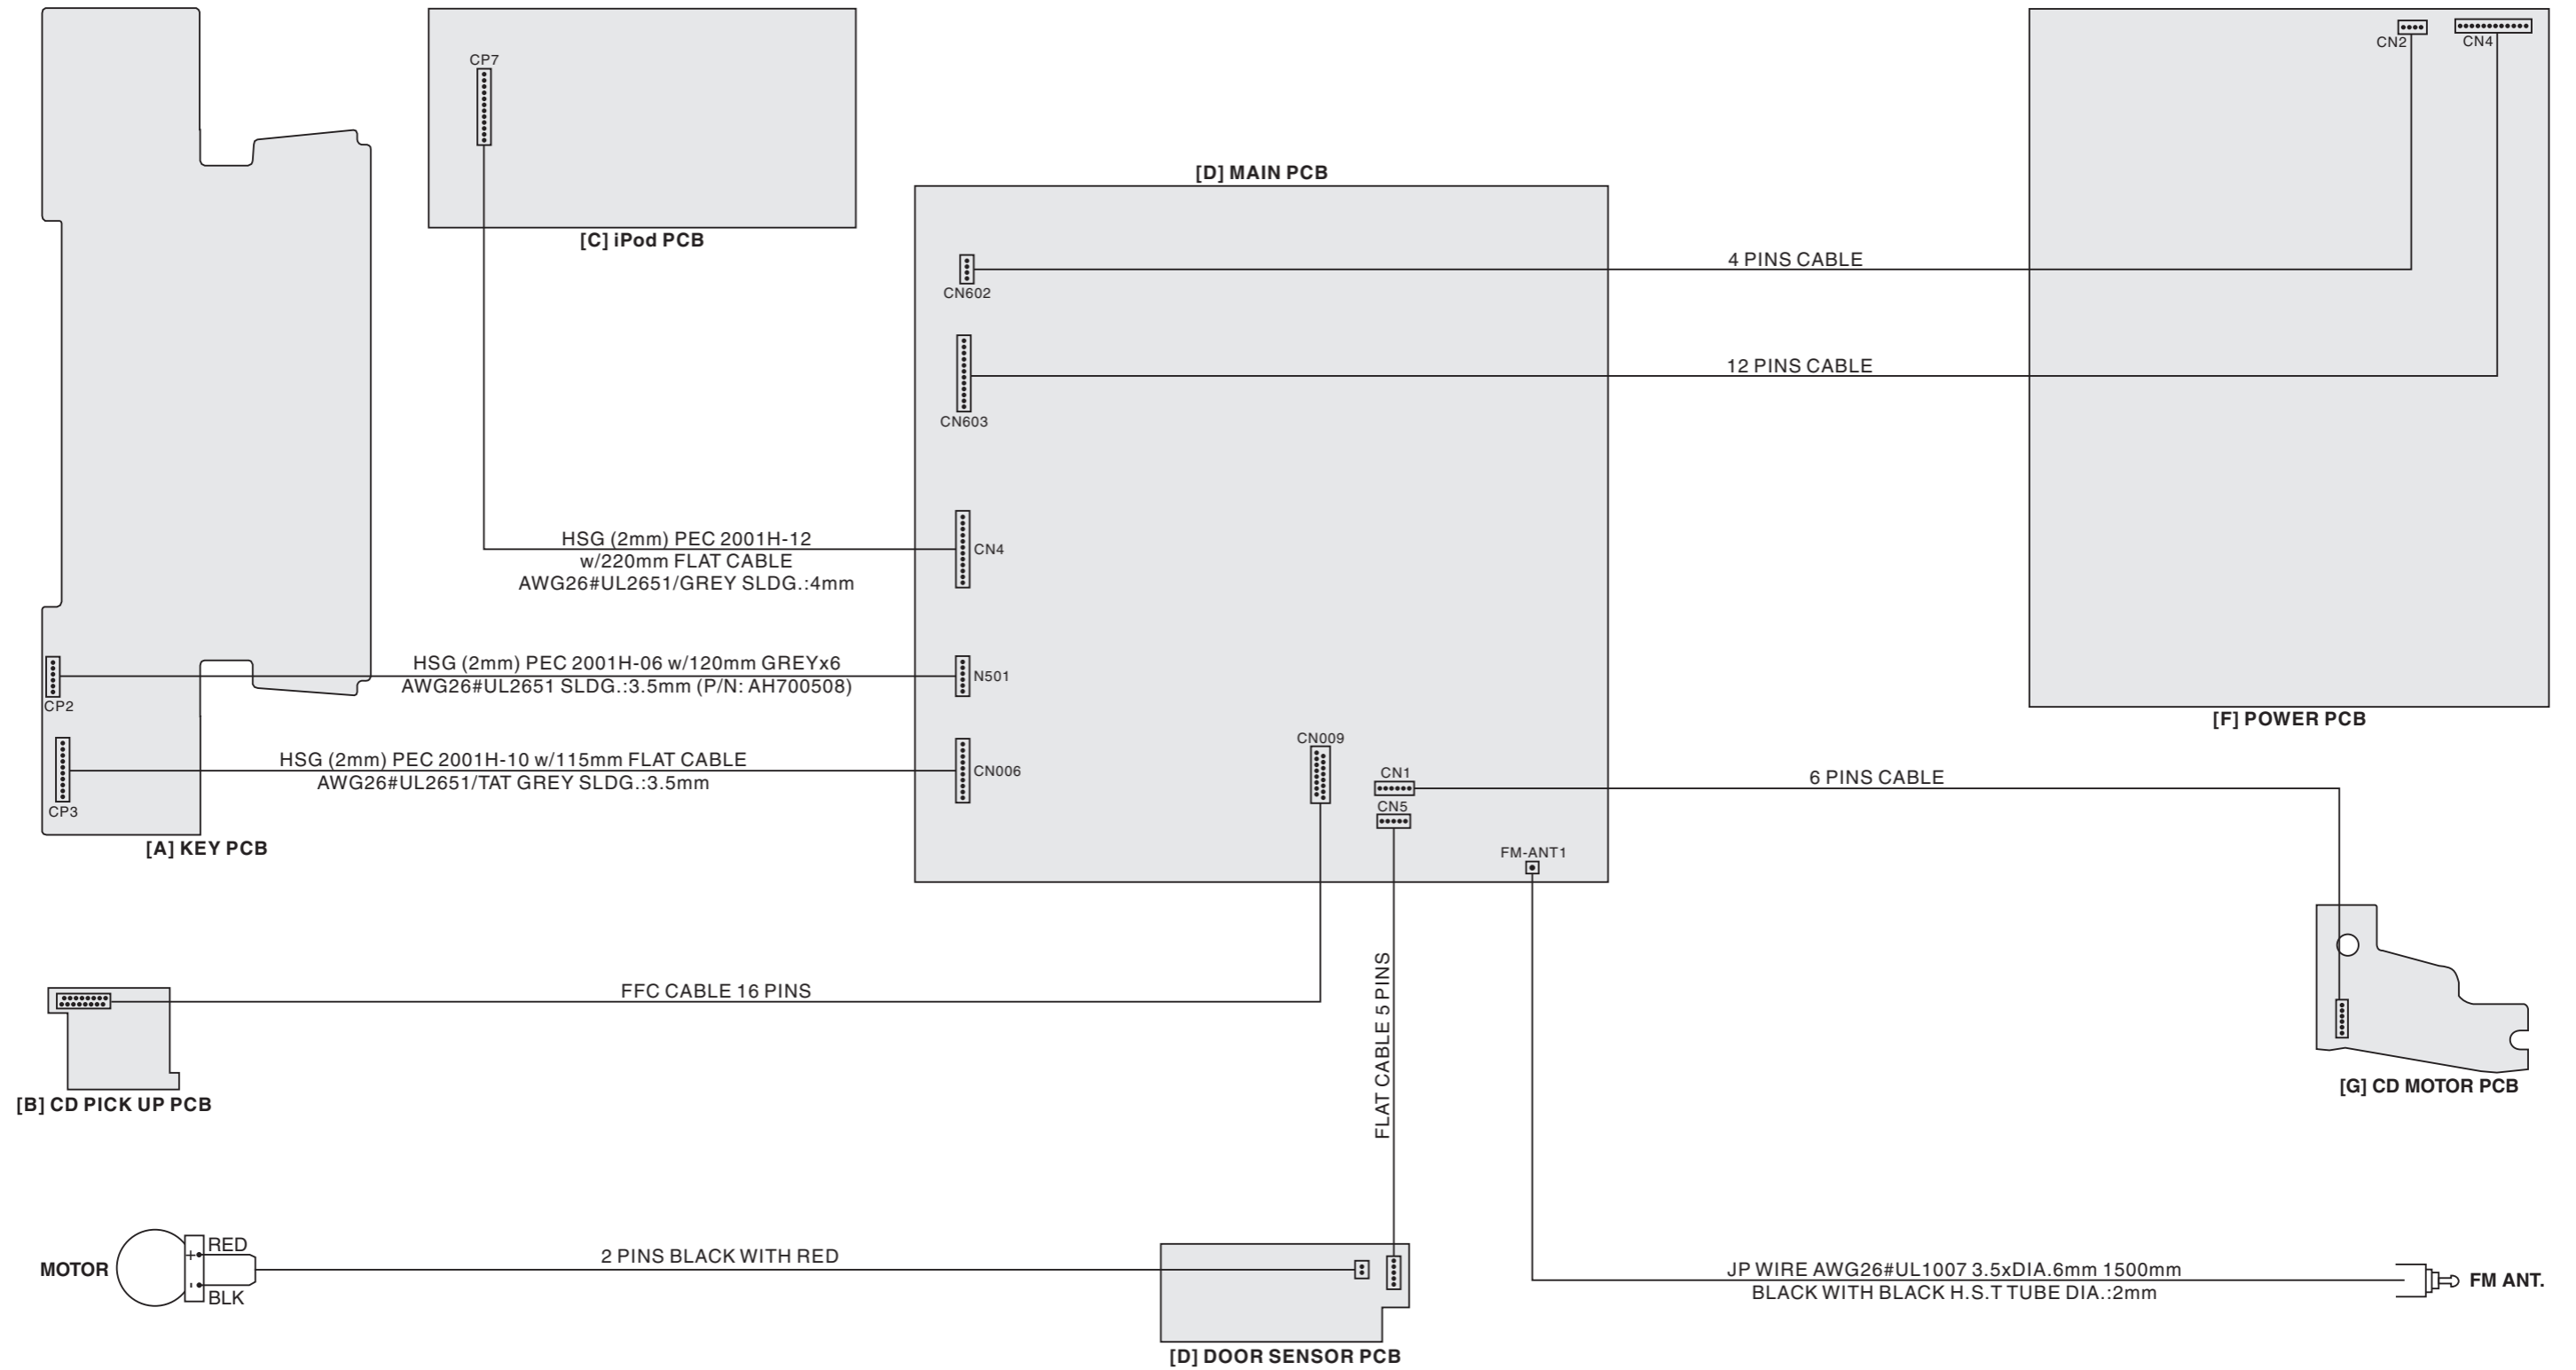 CP7
CN2
CN4
[D] MAIN PCB
[C] iPod PCB
4 PINS CABLE
CN602
12 PINS CABLE
CN603
HSG (2mm) PEC 2001H-12
w/220mm FLAT CABLE
AWG26#UL2651/GREY SLDG.:4mm
CN4
HSG (2mm) PEC 2001H-06 w/120mm GREYx6
AWG26#UL2651 SLDG.:3.5mm (P/N: AH700508)
N501
CP2
[F] POWER PCB
HSG (2mm) PEC 2001H-10 w/115mm FLAT CABLE
AWG26#UL2651/TAT GREY SLDG.:3.5mm
CN006
CP3
CN009
CN1
CN5
6 PINS CABLE
[A] KEY PCB
FM-ANT1
FFC CABLE 16 PINS
FLAT CABLE 5 PINS
[B] CD PICK UP PCB
[G] CD MOTOR PCB
MOTOR
+
RED
-
BLK
2 PINS BLACK WITH RED
JP WIRE AWG26#UL1007 3.5xDIA.6mm 1500mm
BLACK WITH BLACK H.S.T TUBE DIA.:2mm
FM ANT.
[D] DOOR SENSOR PCB